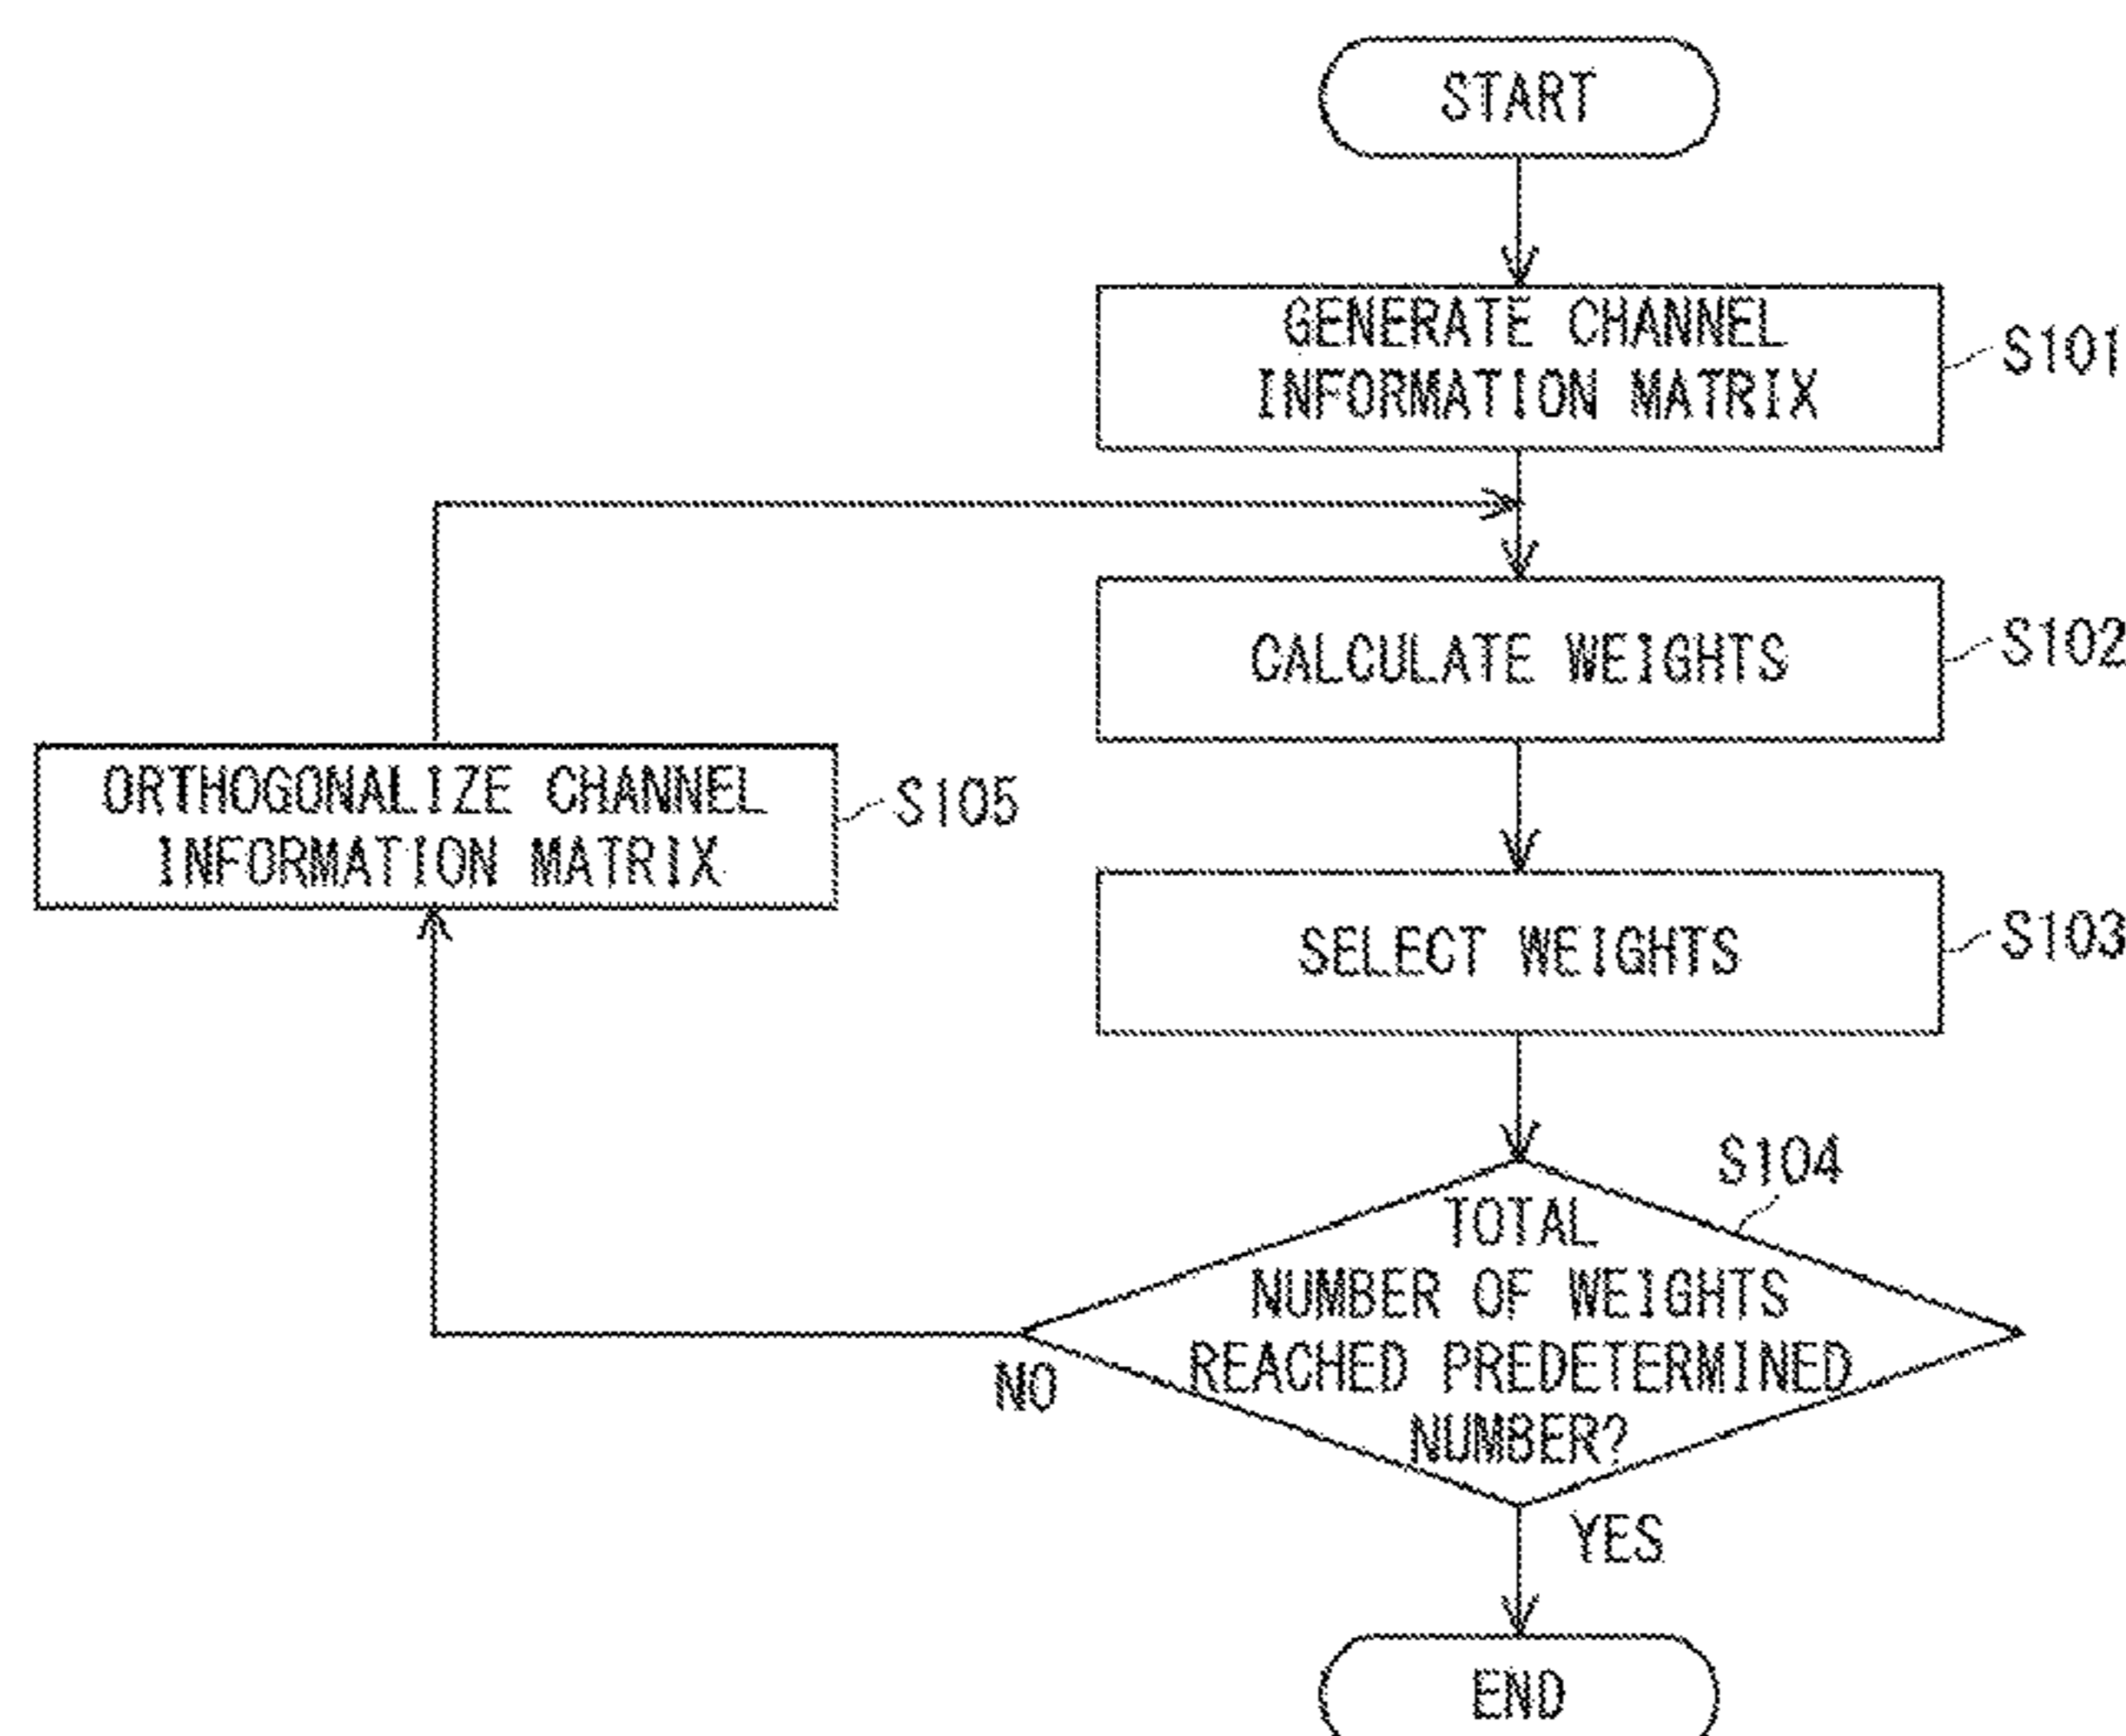 START
GENERATE CHANNEL
INFORMATION MATRIX
S101
CALCULATE WEIGHTS
S102
ORTHOGONALIZE CHANNEL
INFORMATION MATRIX
S105
SELECT WEIGHTS
S103
S104
TOTAL
NUMBER OF WEIGHTS
REACHED PREDETERMINED
NUMBER?
NO
YES
END